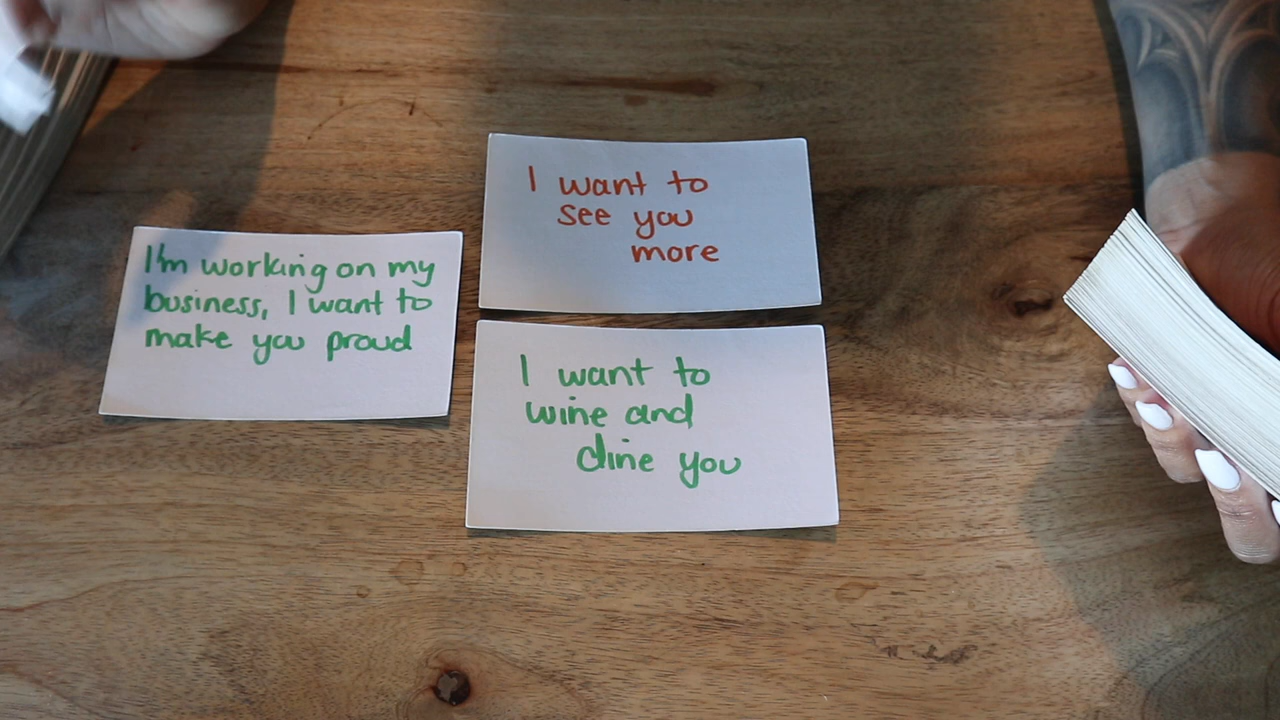 I want to
see you
more
I'm working on my
business, I want to
make you proud
I want to
wine and
dine you